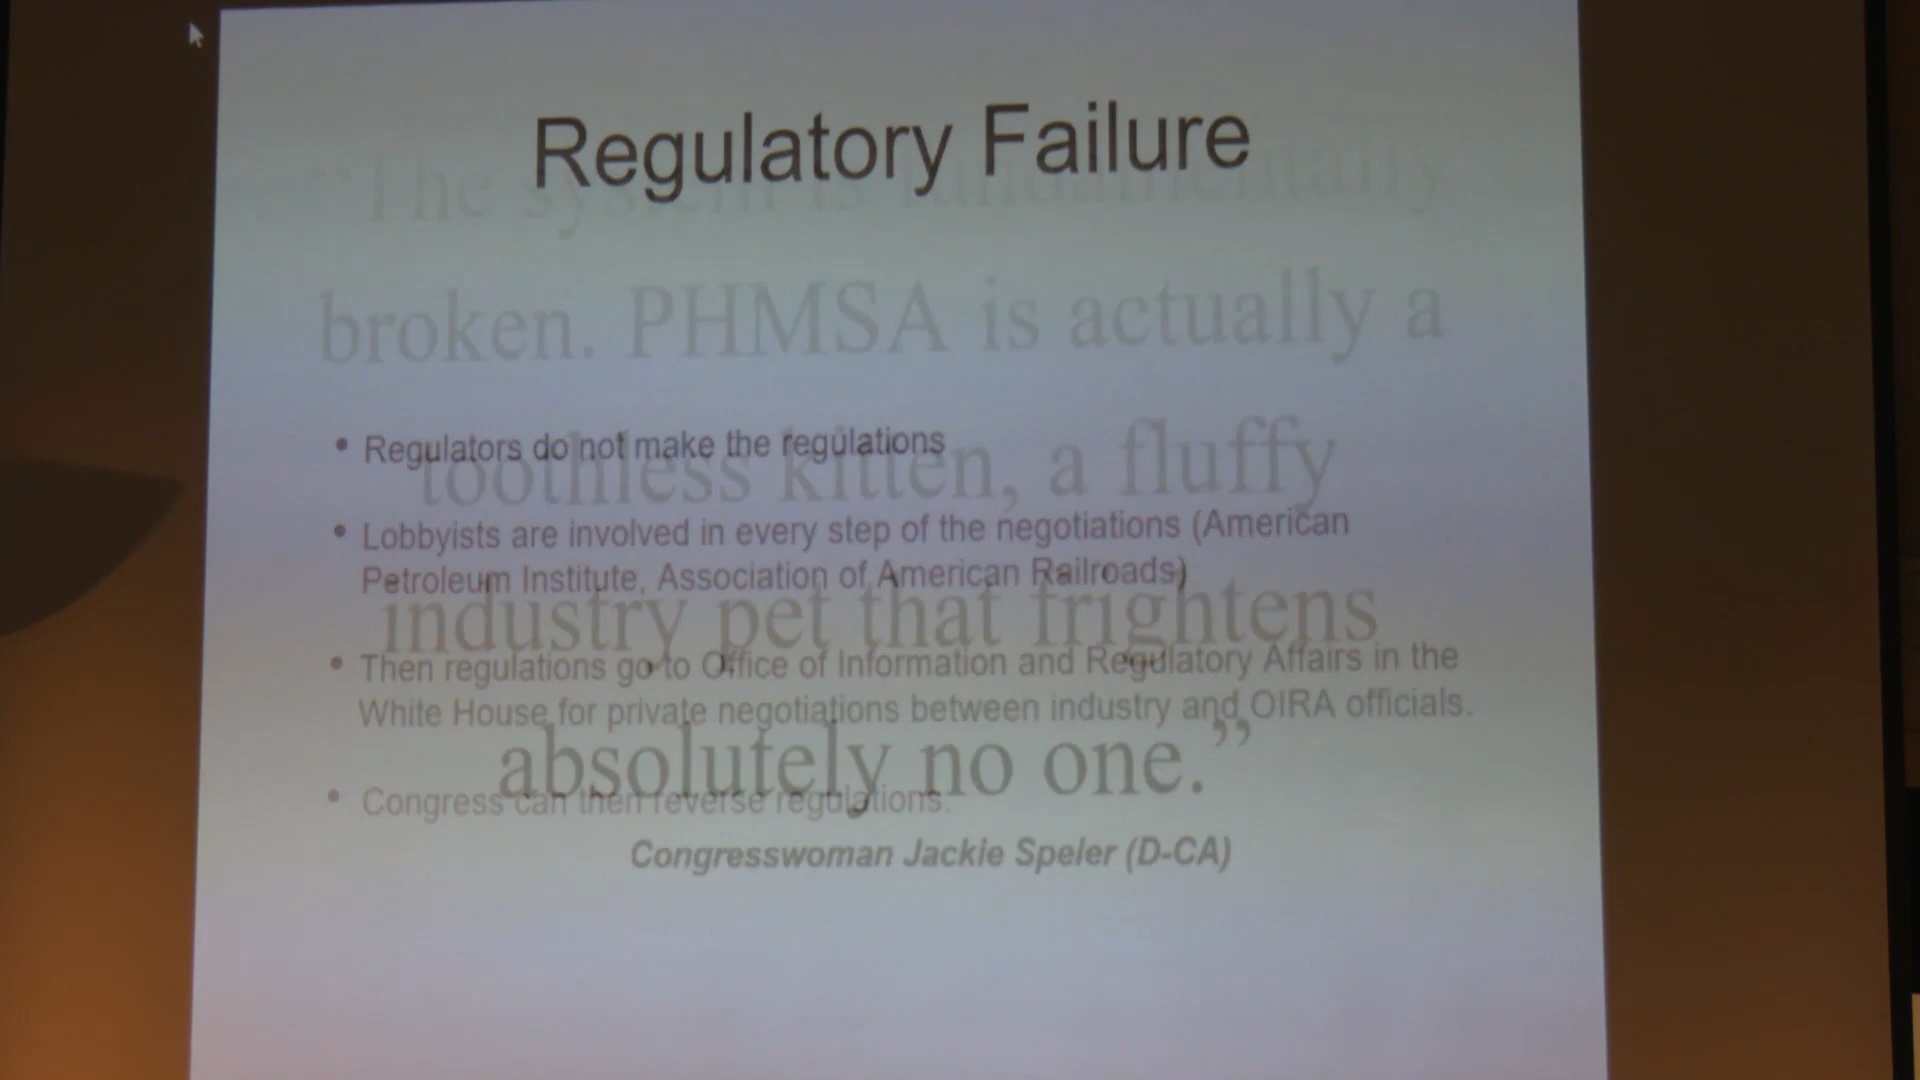 Regulatory Failure
“The system is fundamentally
broken. PHMSA is actually a
toothless kitten, a fluffy
industry pet that frightens
absolutely no one.”
Congresswoman Jackie Speler (D-CA)
• Regulators do not make the regulations
• Lobbyists are involved in every step of the negotiations (American
Petroleum Institute, Association of American Railroads)
• Then regulations go to Office of Information and Regulatory Affairs in the
White House for private negotiations between industry and OIRA officials.
• Congress can then reverse regulations.